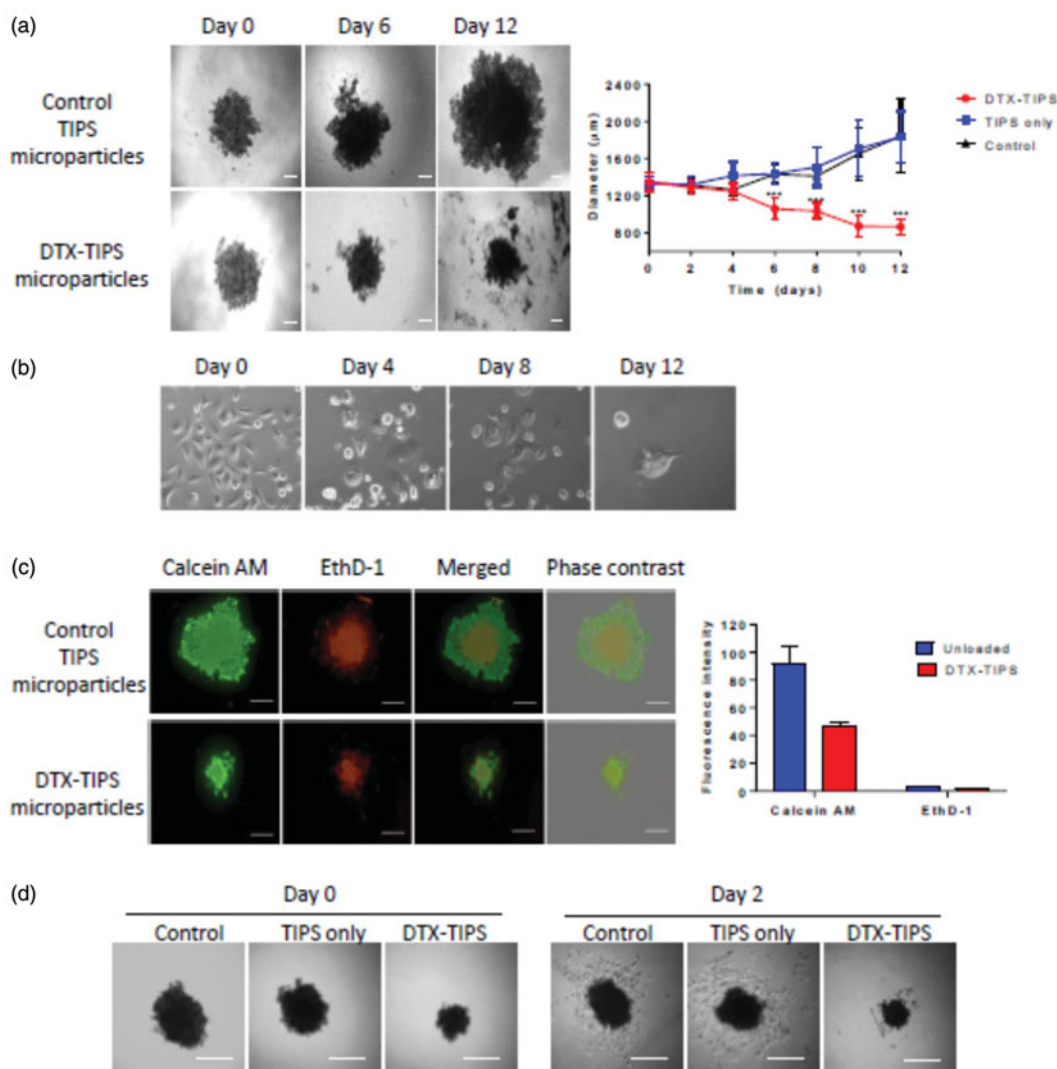 (a)
Day 0 Day 6 Day 12
Control
TIPS
microparticles
DTX-TIPS
microparticles
Diameter (µm)
2400
2000
1600
1200
800
0 2 4 6 8 10 12
Time (days)
*** *** *** ***
DTX-TIPS
TIPS only
Control
(b)
Day 0 Day 4 Day 8 Day 12
(c)
Calcein AM EthD-1 Merged Phase contrast
Control
TIPS
microparticles
DTX-TIPS
microparticles
Fluorescence intensity
120
100
80
60
40
20
0
Calcein AM EthD-1
Unloaded
DTX-TIPS
(d)
Day 0 Day 2
Control TIPS only DTX-TIPS Control TIPS only DTX-TIPS